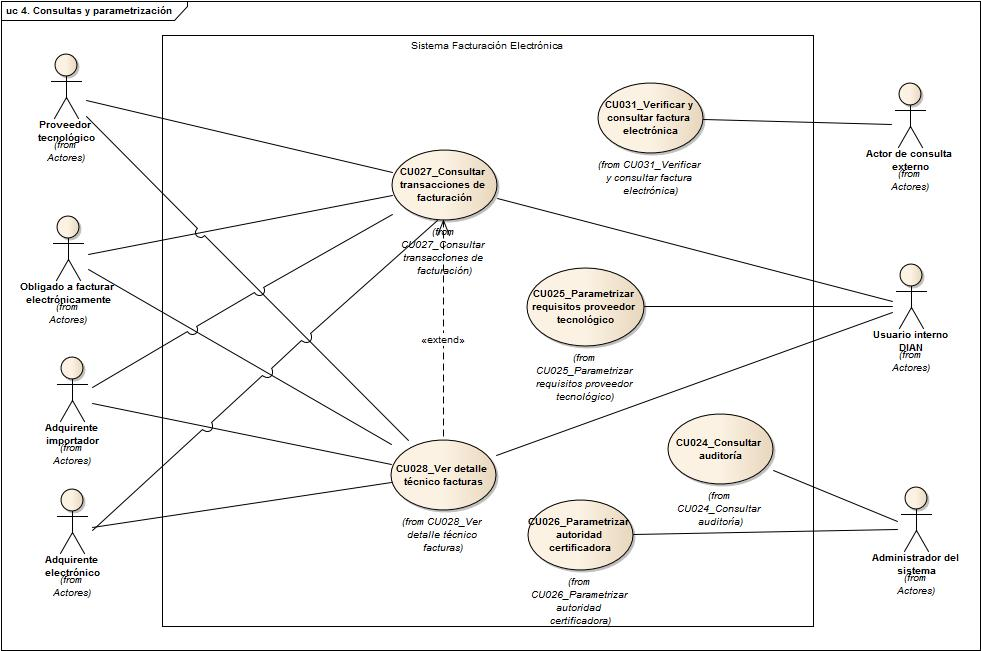 uc 4. Consultas y parametrización
Sistema Facturación Electrónica
Proveedor
tecnológico
(from
Actores)
Obligado a facturar
electrónicamente
(from
Actores)
Adquirente
importador
(from
Actores)
Adquirente
electrónico
(from
Actores)
CU027_Consultar
transacciones de
facturación
(from
CU027_Consultar
transacciones de
facturación)
«extend»
CU028_Ver detalle
técnico facturas
(from CU028_Ver
detalle técnico
facturas)
CU031_Verificar y
consultar factura
electrónica
(from CU031_Verificar
y consultar factura
electrónica)
CU025_Parametrizar
requisitos proveedor
tecnológico
(from
CU025_Parametrizar
requisitos proveedor
tecnológico)
CU024_Consultar
auditoría
(from
CU024_Consultar
auditoría)
CU026_Parametrizar
autoridad
certificadora
(from
CU026_Parametrizar
autoridad
certificadora)
Actor de consulta
externo
(from
Actores)
Usuario interno
DIAN
(from
Actores)
Administrador del
sistema
(from
Actores)